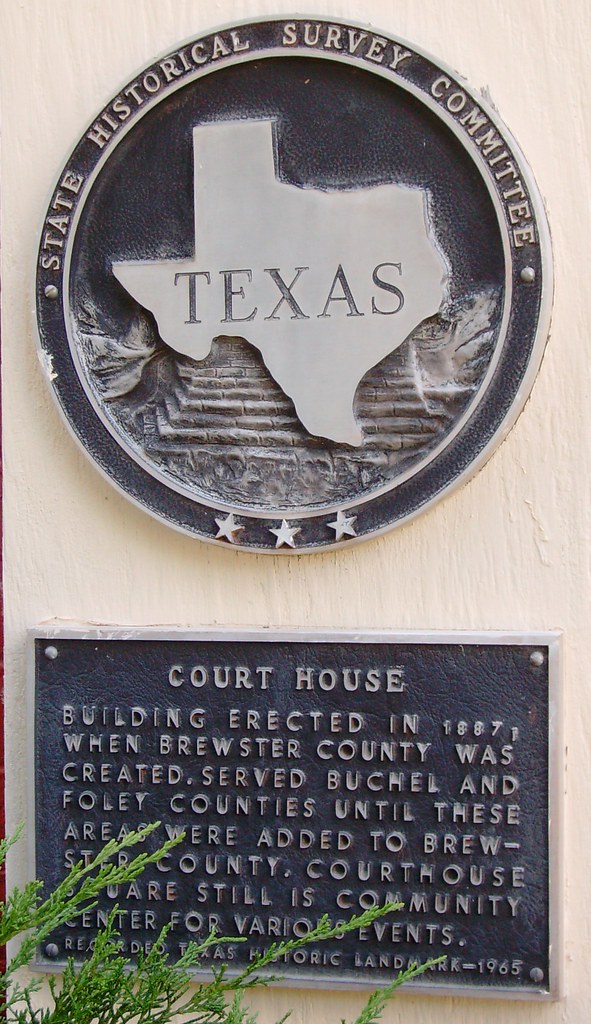 STATE HISTORICAL SURVEY COMMITTEE
TEXAS
COURT HOUSE
BUILDING ERECTED IN 1887,
WHEN BREWSTER COUNTY WAS
CREATED. SERVED BUCHEL AND
FOLEY COUNTIES UNTIL THESE
AREAS WERE ADDED TO BREW-
STER COUNTY. COURTHOUSE
SQUARE STILL IS COMMUNITY
CENTER FOR VARIOUS EVENTS.
RECORDED TEXAS HISTORIC LANDMARK-1965